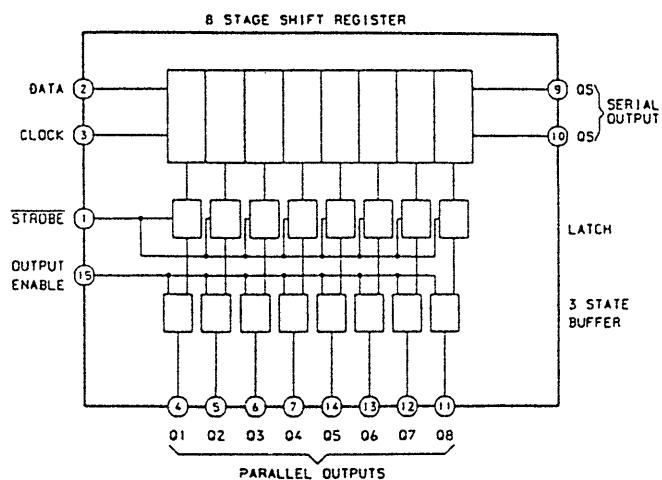 8 STAGE SHIFT REGISTER
DATA 2
9 QS
SERIAL
OUTPUT
CLOCK 3
10 QS
STROBE 1
LATCH
OUTPUT
ENABLE 15
3 STATE
BUFFER
4 5 6 7 14 13 12 11
Q1 Q2 Q3 Q4 Q5 Q6 Q7 Q8
PARALLEL OUTPUTS